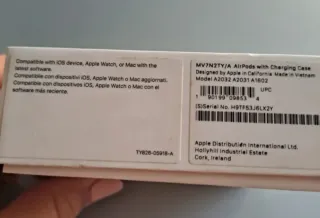 Compatible with iOS device, Apple Watch, or Mac with the
latest software.
Compatible con dispositivi iOS, Apple Watch o Mac aggiornati.
Compatible con dispositivos iOS, Apple Watch o Mac con el
software más reciente.
TYB26-05918-A
MV7N2TY/A AirPods with Charging Case
Designed by Apple in California Made in Vietnam
Model A2032 A2031 A1602
UPC
(S)Serial No.
Apple Distribution International Ltd.
Hollyhill Industrial Estate
Cork, Ireland